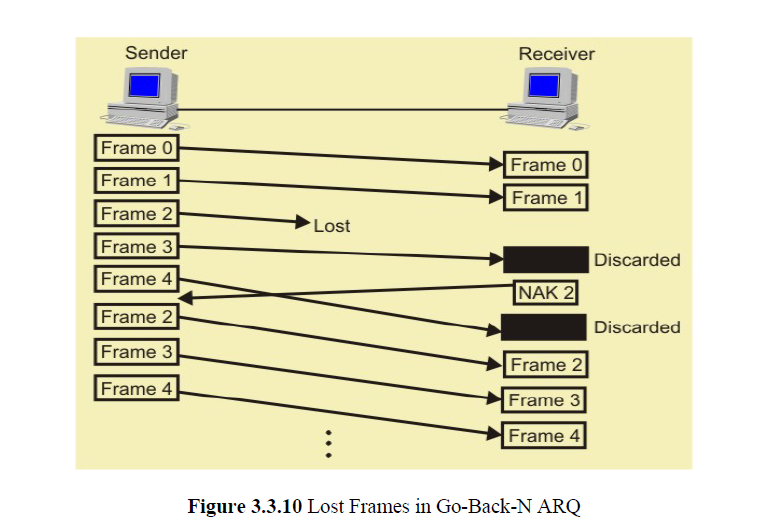 Sender Receiver
Frame 0
Frame 0
Frame 1
Frame 1
Frame 2
Lost
Frame 3
Discarded
Frame 4
NAK 2
Frame 2
Discarded
Frame 3
Frame 2
Frame 4
Frame 3
Frame 4
Figure 3.3.10 Lost Frames in Go-Back-N ARQ